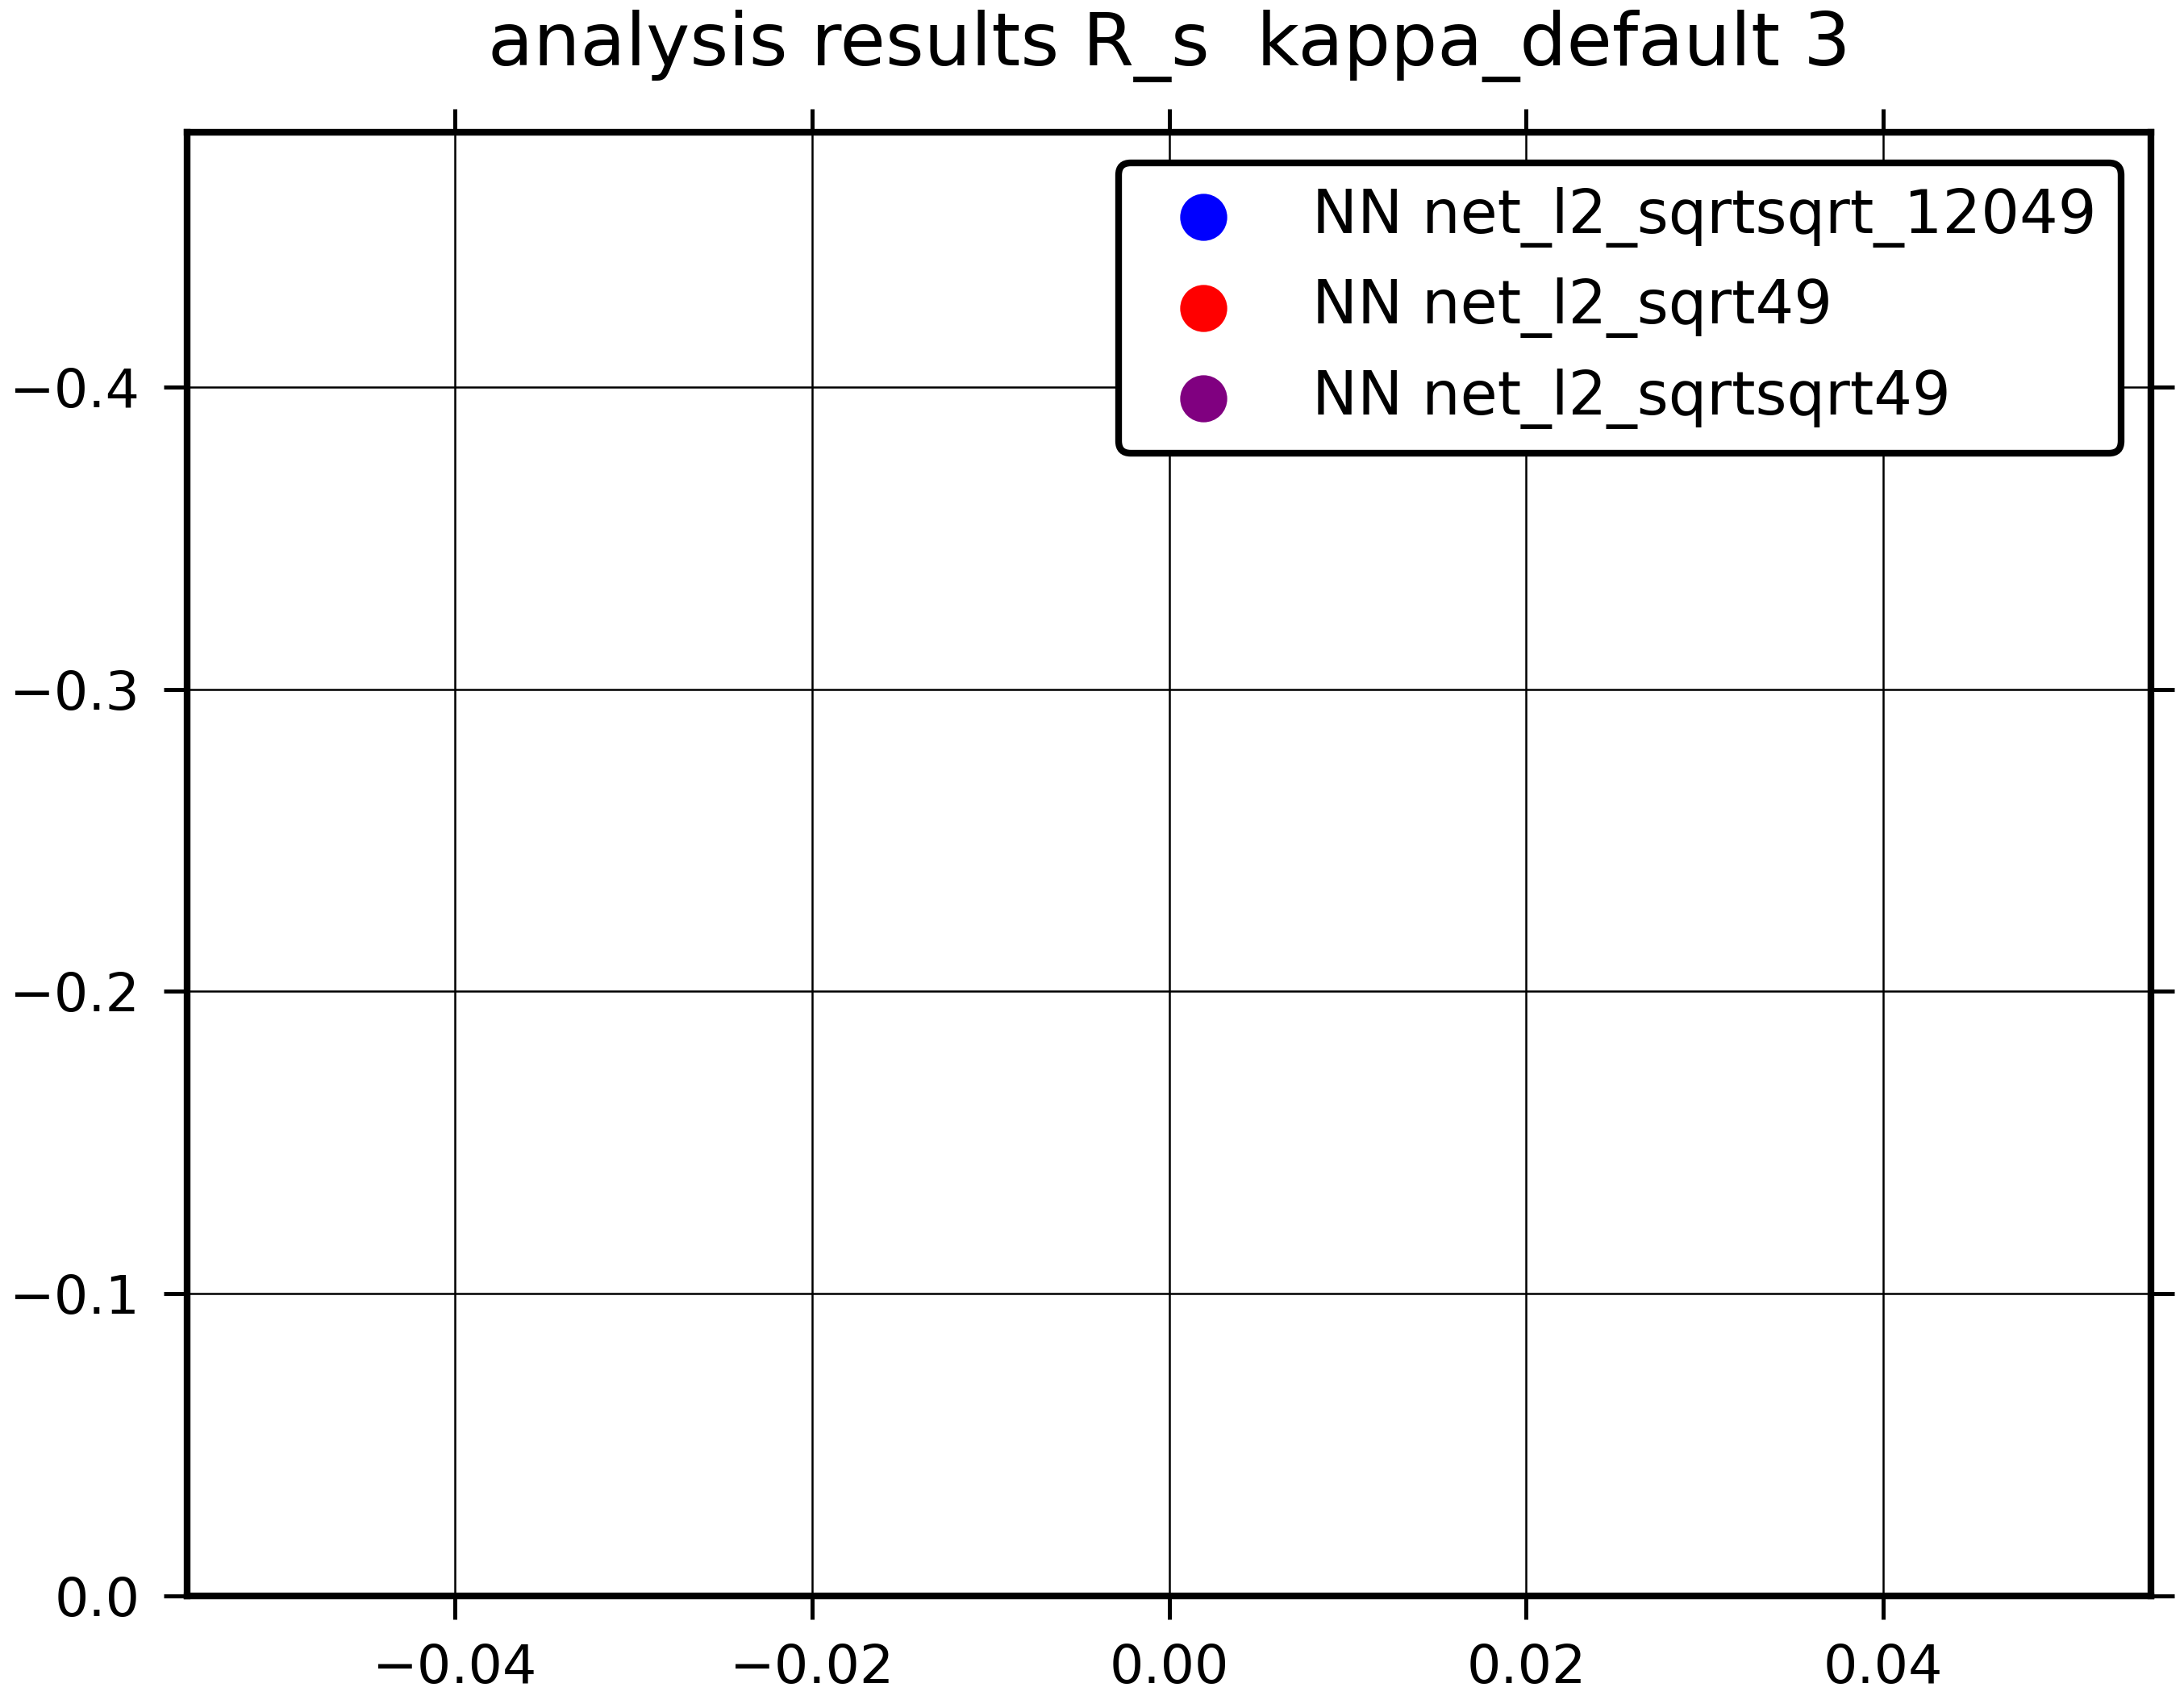 analysis results R_s  kappa_default 3
NN net_l2_sqrtsqrt_12049
NN net_l2_sqrt49
NN net_l2_sqrtsqrt49
−0.4
−0.3
−0.2
−0.1
0.0
−0.04 −0.02 0.00 0.02 0.04